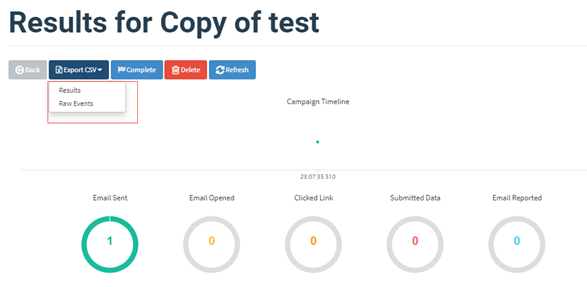 Results for Copy of test
Back Export CSV Complete Delete Refresh
Results
Raw Events
Campaign Timeline
23:07:35.510
Email Sent Email Opened Clicked Link Submitted Data Email Reported
1 0 0 0 0